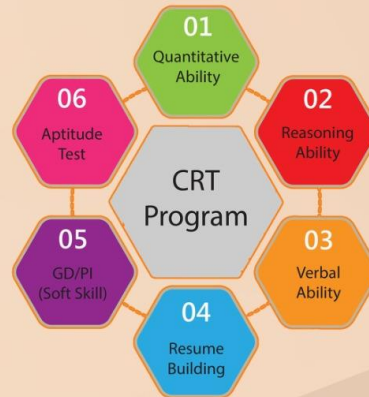 01
Quantitative
Ability
02
Reasoning
Ability
03
Verbal
Ability
04
Resume
Building
05
GD/PI
(Soft Skill)
06
Aptitude
Test
CRT
Program